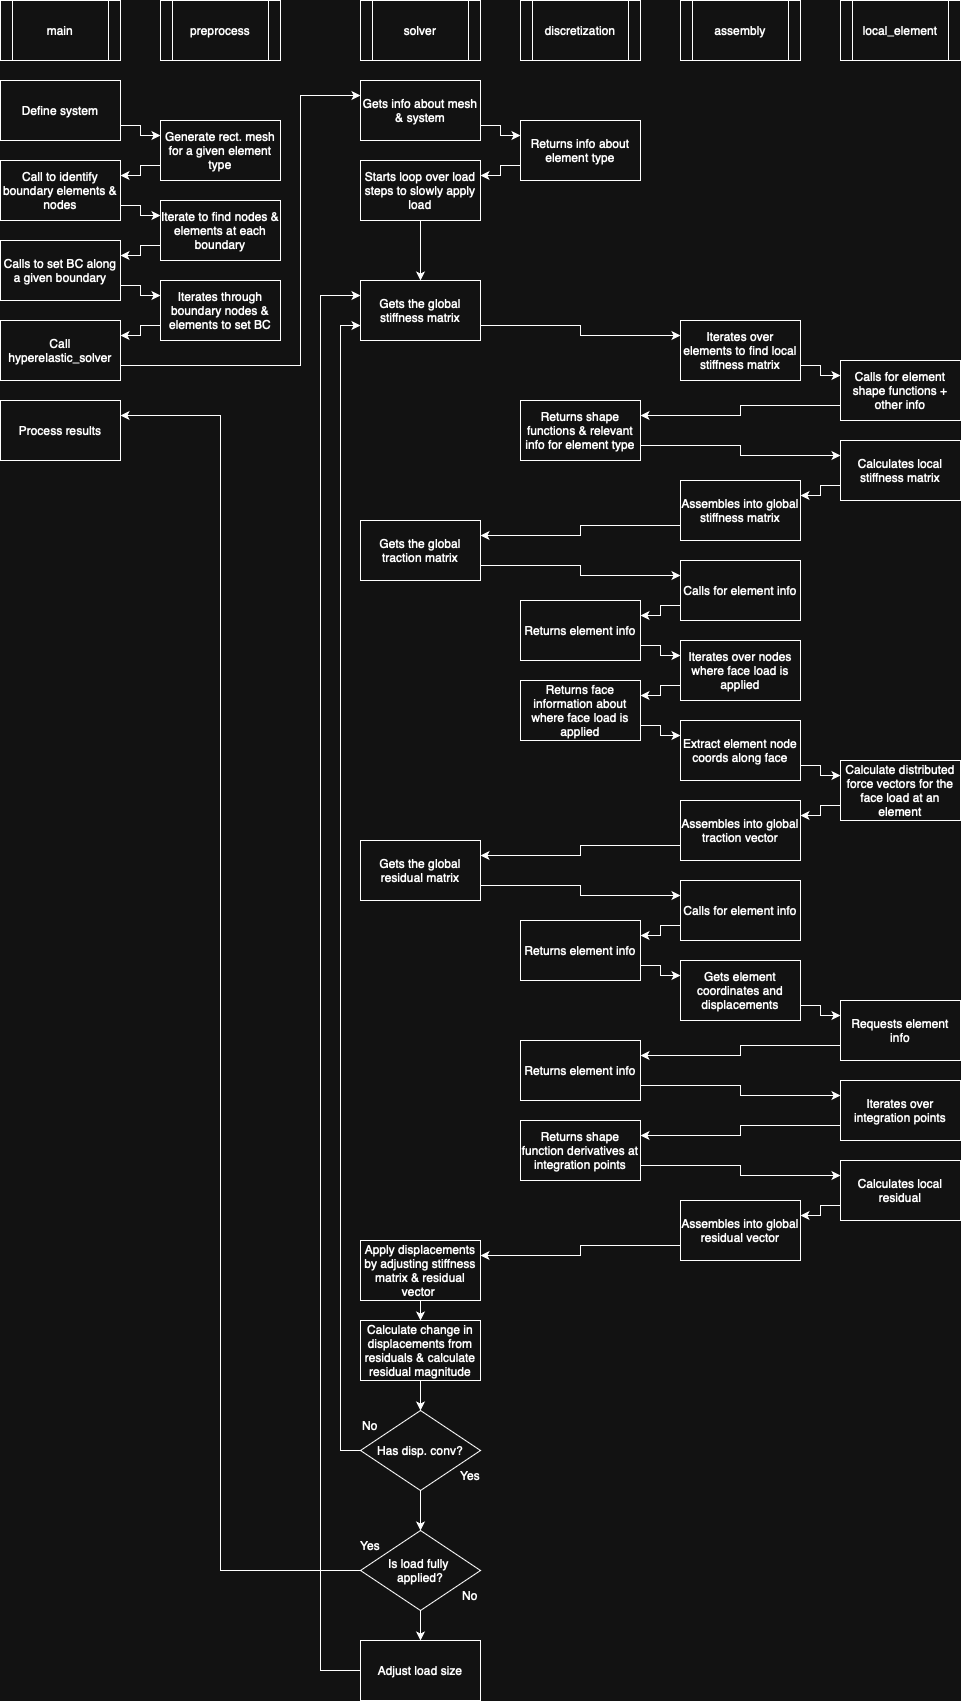 main
preprocess
solver
discretization
assembly
local_element
Define system
Gets info about mesh
& system
Generate rect. mesh
for a given element
type
Returns info about
element type
Call to identify
boundary elements &
nodes
Starts loop over load
steps to slowly apply
load
Iterate to find nodes &
elements at each
boundary
Calls to set BC along
a given boundary
Iterates through
boundary nodes &
elements to set BC
Gets the global
stiffness matrix
Call
hyperelastic_solver
Iterates over
elements to find local
stiffness matrix
Calls for element
shape functions +
other info
Process results
Returns shape
functions & relevant
info for element type
Calculates local
stiffness matrix
Assembles into global
stiffness matrix
Gets the global
traction matrix
Calls for element info
Returns element info
Iterates over nodes
where face load is
applied
Returns face
information about
where face load is
applied
Extract element node
coords along face
Calculate distributed
force vectors for the
face load at an
element
Assembles into global
traction vector
Gets the global
residual matrix
Calls for element info
Returns element info
Gets element
coordinates and
displacements
Requests element
info
Returns element info
Iterates over
integration points
Returns shape
function derivatives at
integration points
Calculates local
residual
Assembles into global
residual vector
Apply displacements
by adjusting stiffness
matrix & residual
vector
Calculate change in
displacements from
residuals & calculate
residual magnitude
No
Has disp. conv?
Yes
Yes
Is load fully
applied?
No
Adjust load size